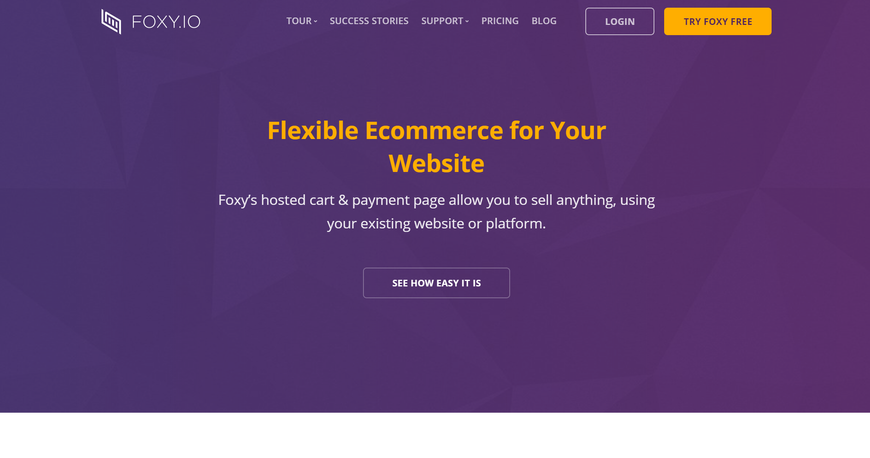 FOXY.IO
TOUR SUCCESS STORIES SUPPORT PRICING BLOG LOGIN TRY FOXY FREE
Flexible Ecommerce for Your
Website
Foxy’s hosted cart & payment page allow you to sell anything, using
your existing website or platform.
SEE HOW EASY IT IS